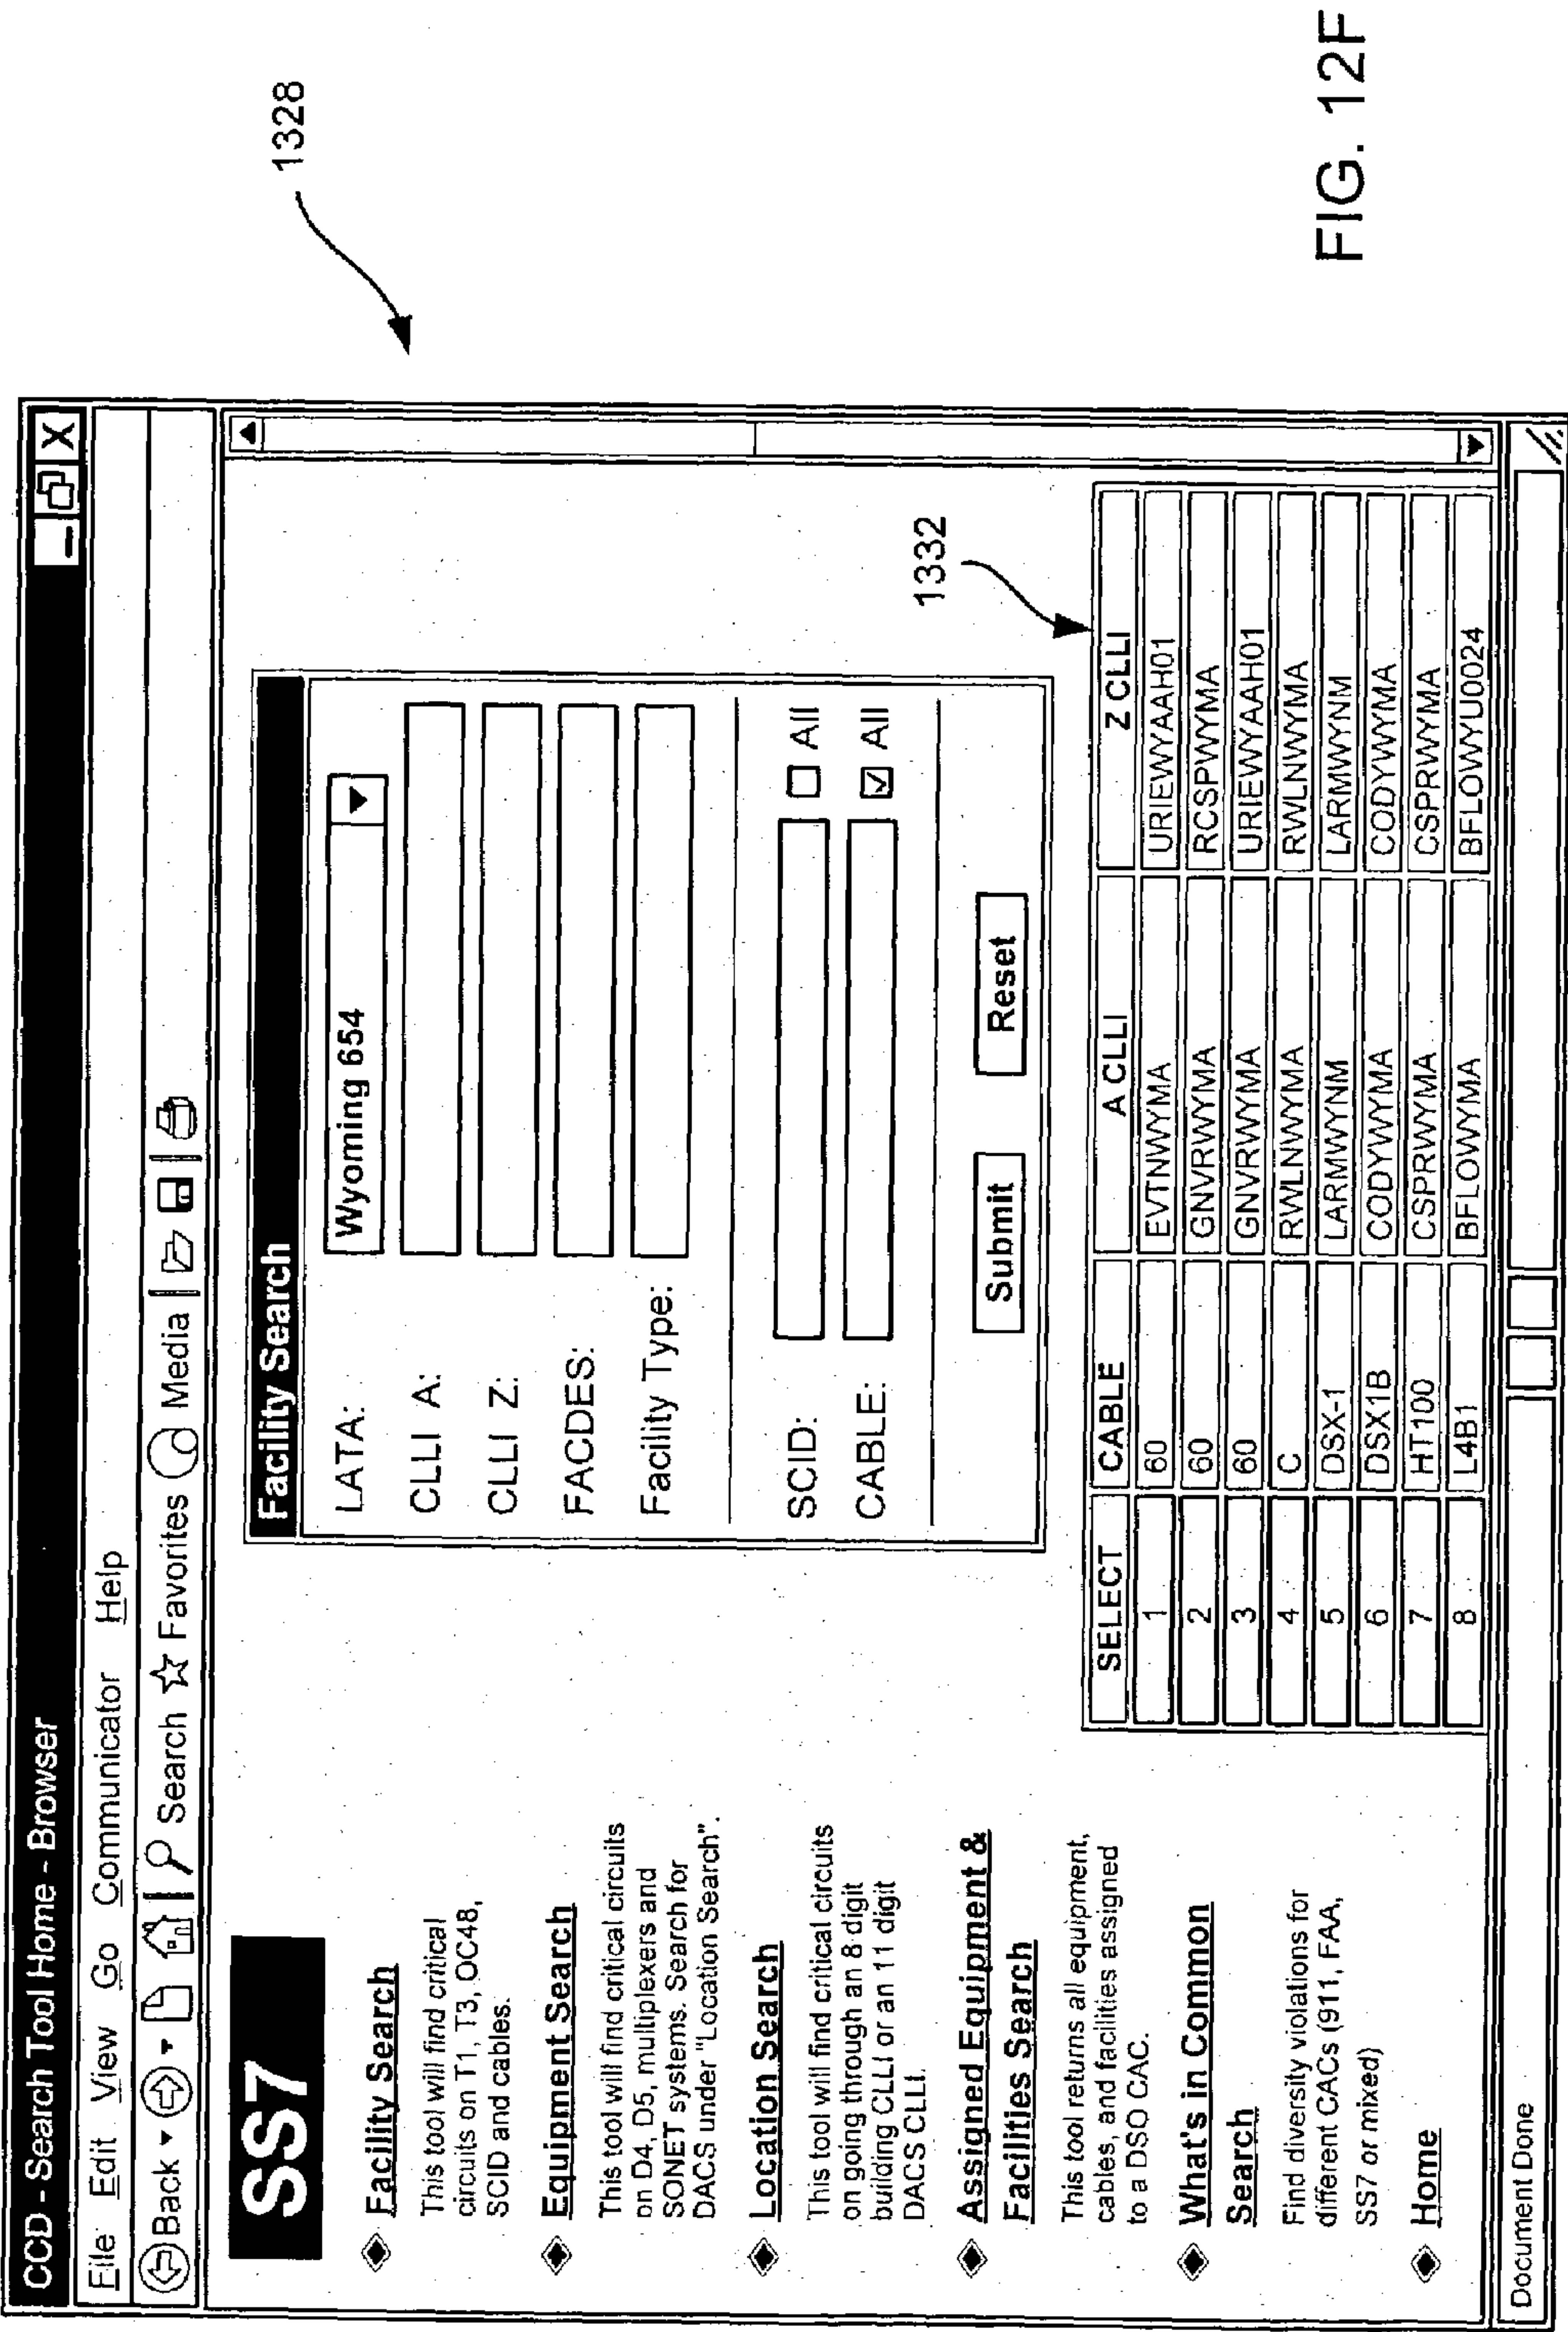 CCD - Search Tool Home - Browser
File Edit View Go Communicator Help
Back Search Favorites Media
SS7
Facility Search
This tool will find critical
circuits on T1, T3, OC48,
SCID and cables.
Equipment Search
This tool will find critical circuits
on D4, D5, multiplexers and
SONET systems. Search for
DACS under "Location Search".
Location Search
This tool will find critical circuits
on going through an 8 digit
building CLLI or an 11 digit
DACS CLLI.
Assigned Equipment &
Facilities Search
This tool returns all equipment,
cables, and facilities assigned
to a DSO CAC.
What's in Common
Search
Find diversity violations for
different CACs (911, FAA,
SS7 or mixed)
Home
Facility Search
LATA: Wyoming 654
CLLI A:
CLLI Z:
FACDES:
Facility Type:
SCID: All
CABLE: All
Submit Reset
SELECT CABLE A CLLI Z CLLI
1 60 EVTNWYMA URIEWYAAH01
2 60 GNVRWYMA RCSPWYMA
3 60 GNVRWYMA URIEWYAAH01
4 C RWLNWYMA RWLNWYMA
5 DSX-1 LARMWYNM LARMWYNM
6 DSX1B CODYWYMA CODYWYMA
7 HT100 CSPRWYMA CSPRWYMA
8 L4B1 BFLOWYMA BFLOWYU0024
Document Done
1328
1332
FIG. 12F